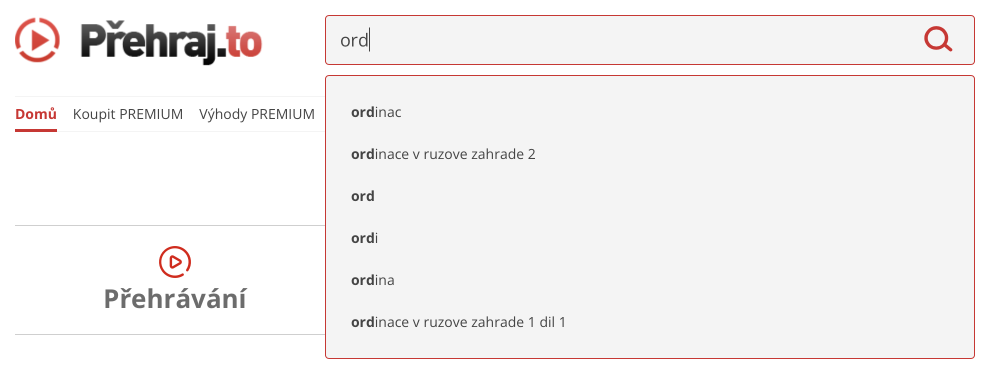 Přehraj.to
ord
Domů Koupit PREMIUM Výhody PREMIUM
ordinac
ordinace v ruzove zahrade 2
ord
ordi
ordina
ordinace v ruzove zahrade 1 dil 1
Přehrávání